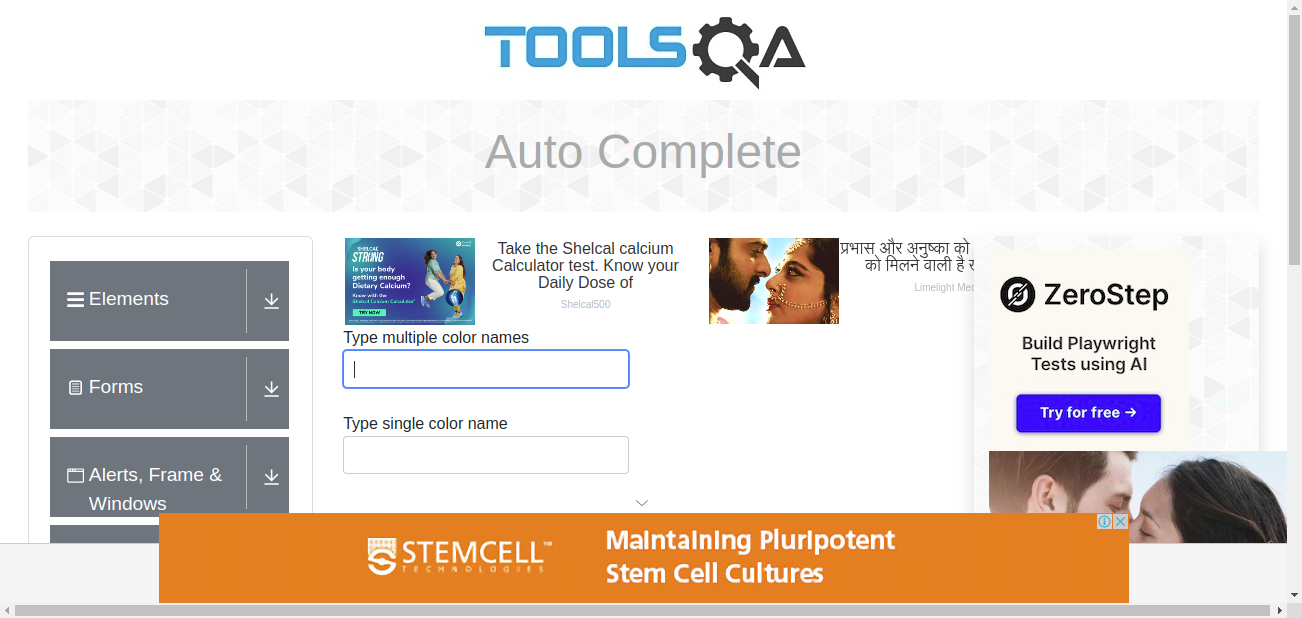 TOOLSQA
Auto Complete
Elements
Forms
Alerts, Frame &
Windows
SHELCAL
STRONG
Is your body
getting enough
Dietary Calcium?
Know with the
Shelcal Calcium Calculator*
TRY NOW
Take the Shelcal calcium
Calculator test. Know your
Daily Dose of
Shelcal500
प्रभास और अनुष्का को
को मिलने वाली है
Limelight Med
Type multiple color names
Type single color name
ZeroStep
Build Playwright
Tests using AI
Try for free →
STEMCELL™
TECHNOLOGIES
Maintaining Pluripotent
Stem Cell Cultures